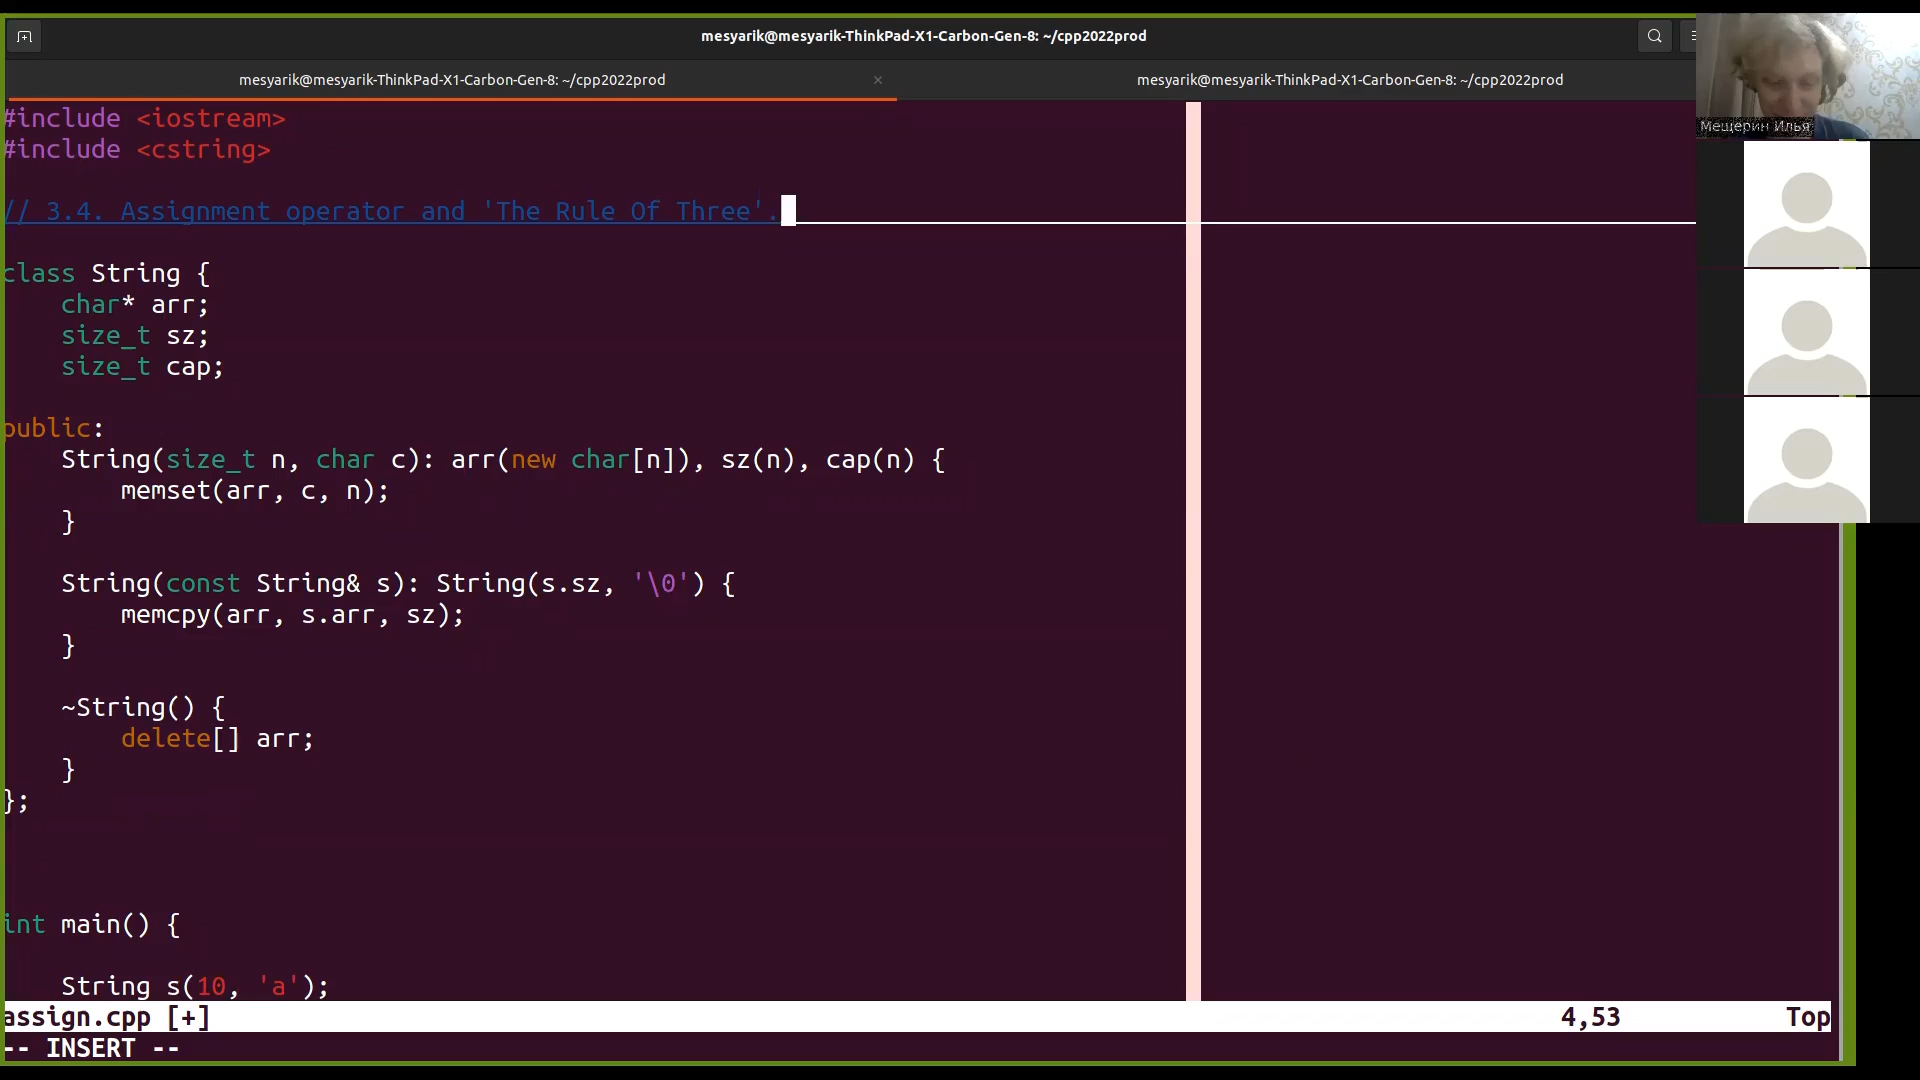 mesyarik@mesyarik-ThinkPad-X1-Carbon-Gen-8: ~/cpp2022prod
mesyarik@mesyarik-ThinkPad-X1-Carbon-Gen-8: ~/cpp2022prod
mesyarik@mesyarik-ThinkPad-X1-Carbon-Gen-8: ~/cpp2022prod
Мещерин Илья
#include <iostream>
#include <cstring>
// 3.4. Assignment operator and 'The Rule Of Three'.
class String {
    char* arr;
    size_t sz;
    size_t cap;
public:
    String(size_t n, char c): arr(new char[n]), sz(n), cap(n) {
        memset(arr, c, n);
    }
    String(const String& s): String(s.sz, '\0') {
        memcpy(arr, s.arr, sz);
    }
    ~String() {
        delete[] arr;
    }
};
int main() {
    String s(10, 'a');
assign.cpp [+] 4,53 Top
-- INSERT --